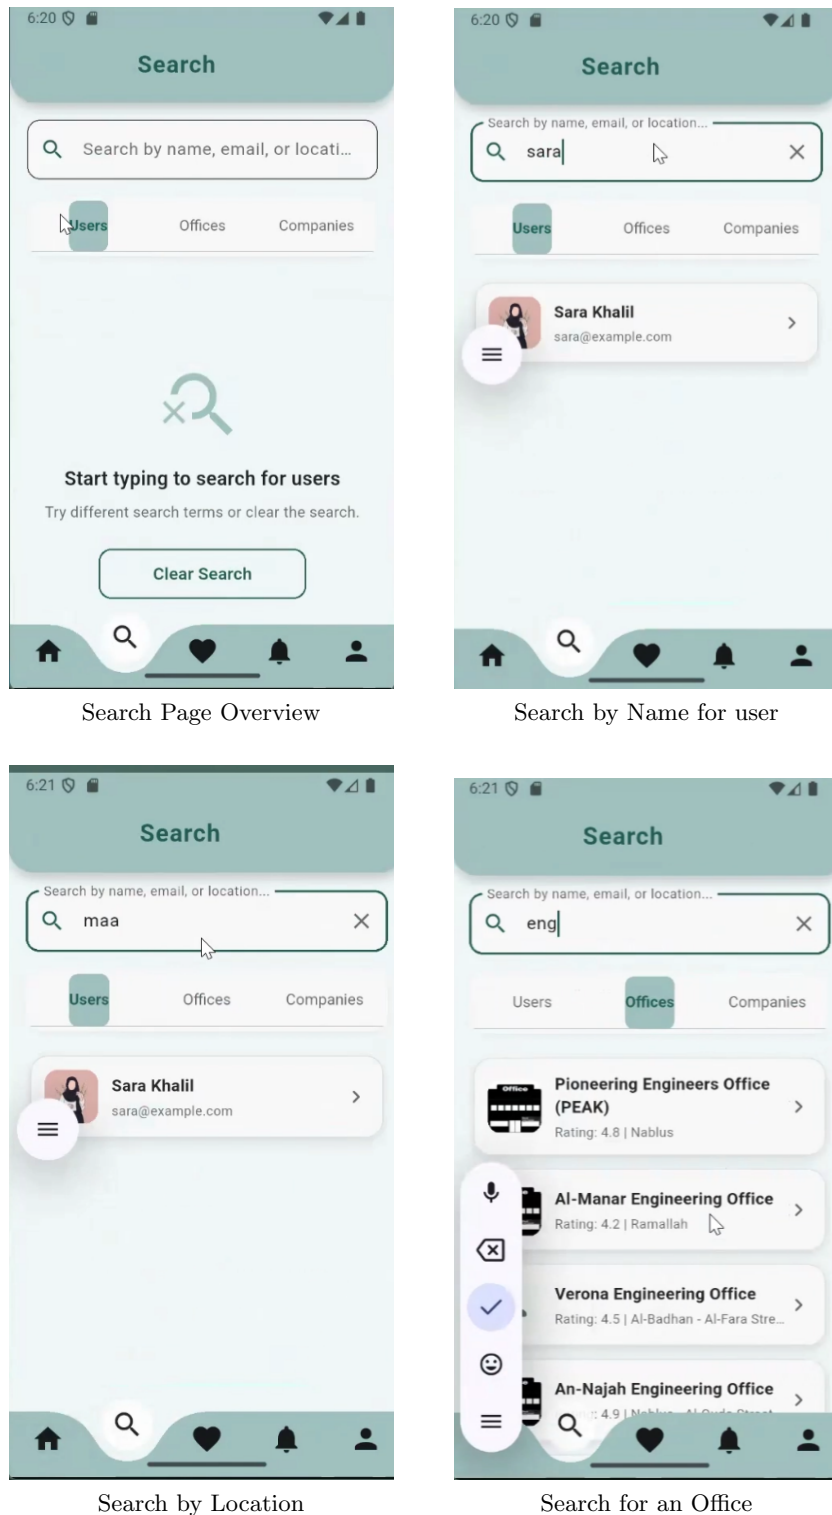 6:20
Search
Search by name, email, or locati...
Users
Offices
Companies
Start typing to search for users
Try different search terms or clear the search.
Clear Search
Search Page Overview
6:20
Search
Search by name, email, or location...
sara
Users
Offices
Companies
Sara Khalil
sara@example.com
Search by Name for user
6:21
Search
Search by name, email, or location...
maa
Users
Offices
Companies
Sara Khalil
sara@example.com
Search by Location
6:21
Search
Search by name, email, or location...
eng
Users
Offices
Companies
Office
Pioneering Engineers Office
(PEAK)
Rating: 4.8 | Nablus
Al-Manar Engineering Office
Rating: 4.2 | Ramallah
Verona Engineering Office
Rating: 4.5 | Al-Badhan - Al-Fara Stre...
An-Najah Engineering Office
4.9
Search for an Office